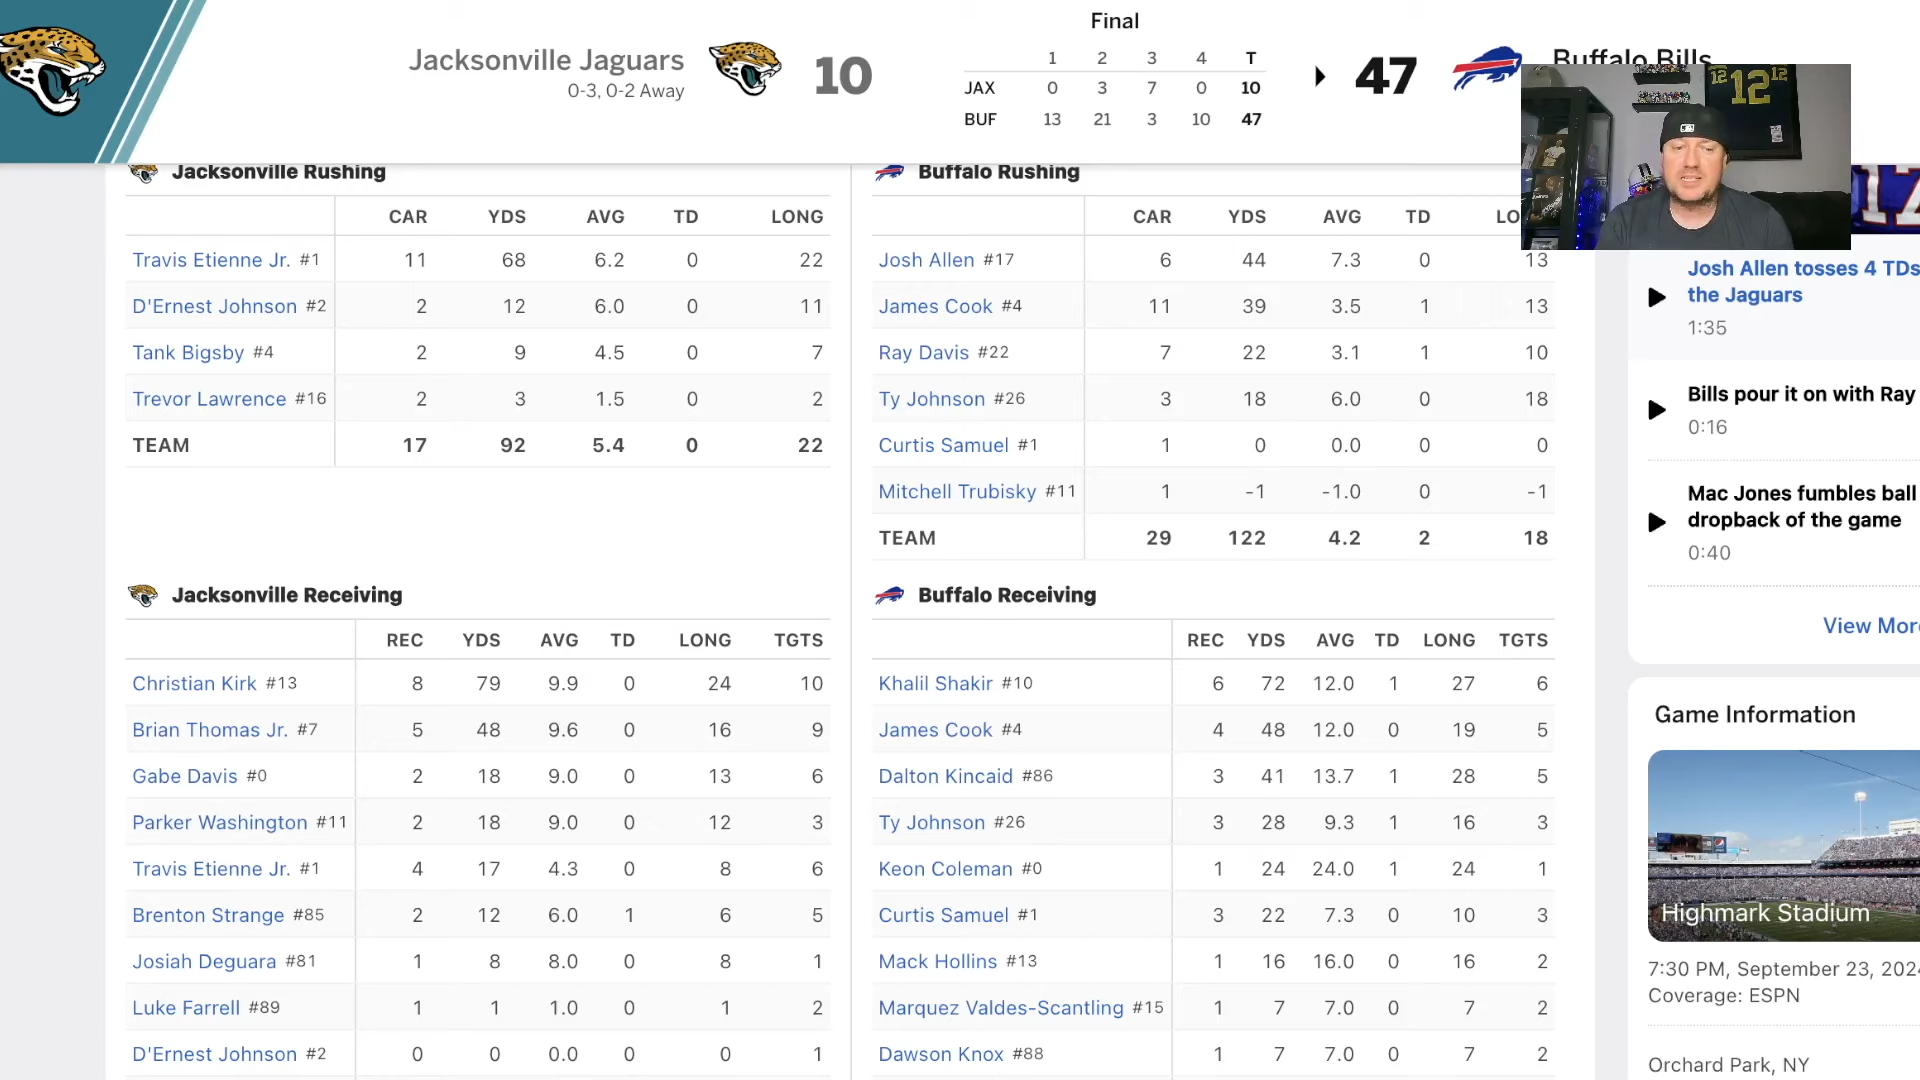 Final
Jacksonville Jaguars
0-3, 0-2 Away
10
1 2 3 4 T
JAX 0 3 7 0 10
BUF 13 21 3 10 47
47
Buffalo Bills
12 12 12
Jacksonville Rushing
CAR YDS AVG TD LONG
Travis Etienne Jr. #1 11 68 6.2 0 22
D'Ernest Johnson #2 2 12 6.0 0 11
Tank Bigsby #4 2 9 4.5 0 7
Trevor Lawrence #16 2 3 1.5 0 2
TEAM 17 92 5.4 0 22
Buffalo Rushing
CAR YDS AVG TD LO
Josh Allen #17 6 44 7.3 0 13
James Cook #4 11 39 3.5 1 13
Ray Davis #22 7 22 3.1 1 10
Ty Johnson #26 3 18 6.0 0 18
Curtis Samuel #1 1 0 0.0 0 0
Mitchell Trubisky #11 1 -1 -1.0 0 -1
TEAM 29 122 4.2 2 18
Jacksonville Receiving
REC YDS AVG TD LONG TGTS
Christian Kirk #13 8 79 9.9 0 24 10
Brian Thomas Jr. #7 5 48 9.6 0 16 9
Gabe Davis #0 2 18 9.0 0 13 6
Parker Washington #11 2 18 9.0 0 12 3
Travis Etienne Jr. #1 4 17 4.3 0 8 6
Brenton Strange #85 2 12 6.0 1 6 5
Josiah Deguara #81 1 8 8.0 0 8 1
Luke Farrell #89 1 1 1.0 0 1 2
D'Ernest Johnson #2 0 0 0.0 0 0 1
Buffalo Receiving
REC YDS AVG TD LONG TGTS
Khalil Shakir #10 6 72 12.0 1 27 6
James Cook #4 4 48 12.0 0 19 5
Dalton Kincaid #86 3 41 13.7 1 28 5
Ty Johnson #26 3 28 9.3 1 16 3
Keon Coleman #0 1 24 24.0 1 24 1
Curtis Samuel #1 3 22 7.3 0 10 3
Mack Hollins #13 1 16 16.0 0 16 2
Marquez Valdes-Scantling #15 1 7 7.0 0 7 2
Dawson Knox #88 1 7 7.0 0 7 2
17
Josh Allen tosses 4 TDs
the Jaguars
1:35
Bills pour it on with Ray
0:16
Mac Jones fumbles ball
dropback of the game
0:40
View More
Game Information
Highmark Stadium
7:30 PM, September 23, 2024
Coverage: ESPN
Orchard Park, NY